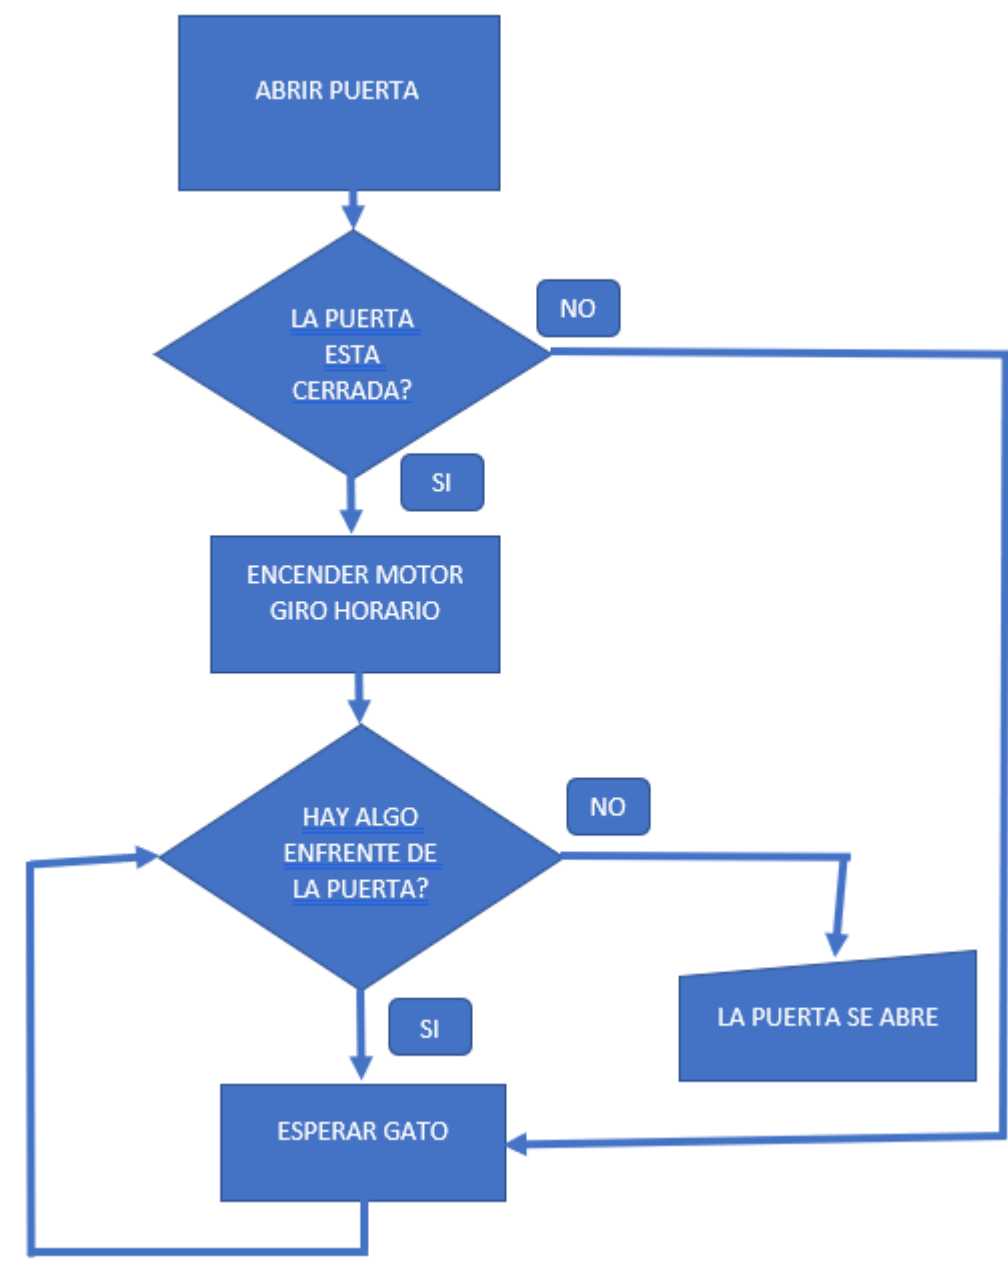 ABRIR PUERTA
NO
LA PUERTA
ESTA
CERRADA?
SI
ENCENDER MOTOR
GIRO HORARIO
NO
HAY ALGO
ENFRENTE DE
LA PUERTA?
SI
LA PUERTA SE ABRE
ESPERAR GATO